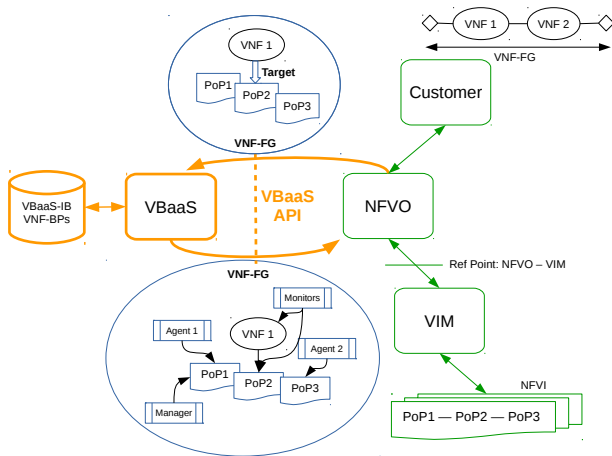 VNF 1
VNF 2
VNF-FG
VNF 1
Target
PoP1
PoP2
PoP3
VNF-FG
Customer
VBaaS-IB
VNF-BPs
VBaaS
VBaaS
API
NFVO
Ref Point: NFVO – VIM
VNF-FG
Monitors
Agent 1
VNF 1
Agent 2
PoP1
PoP2
PoP3
Manager
VIM
NFVI
PoP1 — PoP2 — PoP3